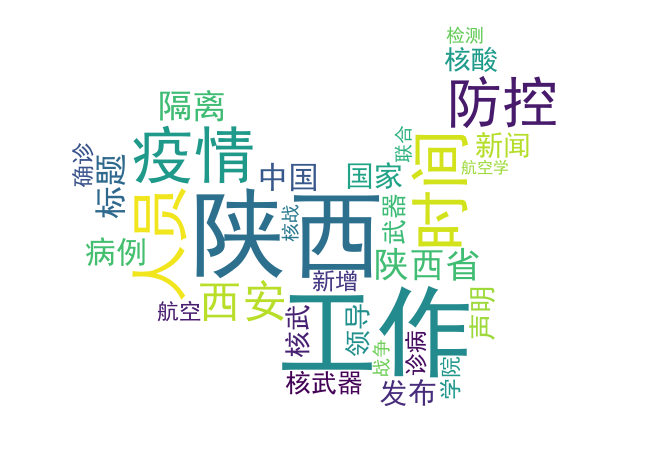 检测
核酸
防控
隔离
疫情
时间
联合
新闻
航空学
确诊
标题
中国
国家
人员
陕西
核战
武器
病例
陕西省
西安
新增
工作
航空
核武
领导
声明
战争
诊病
核武器
发布
学院